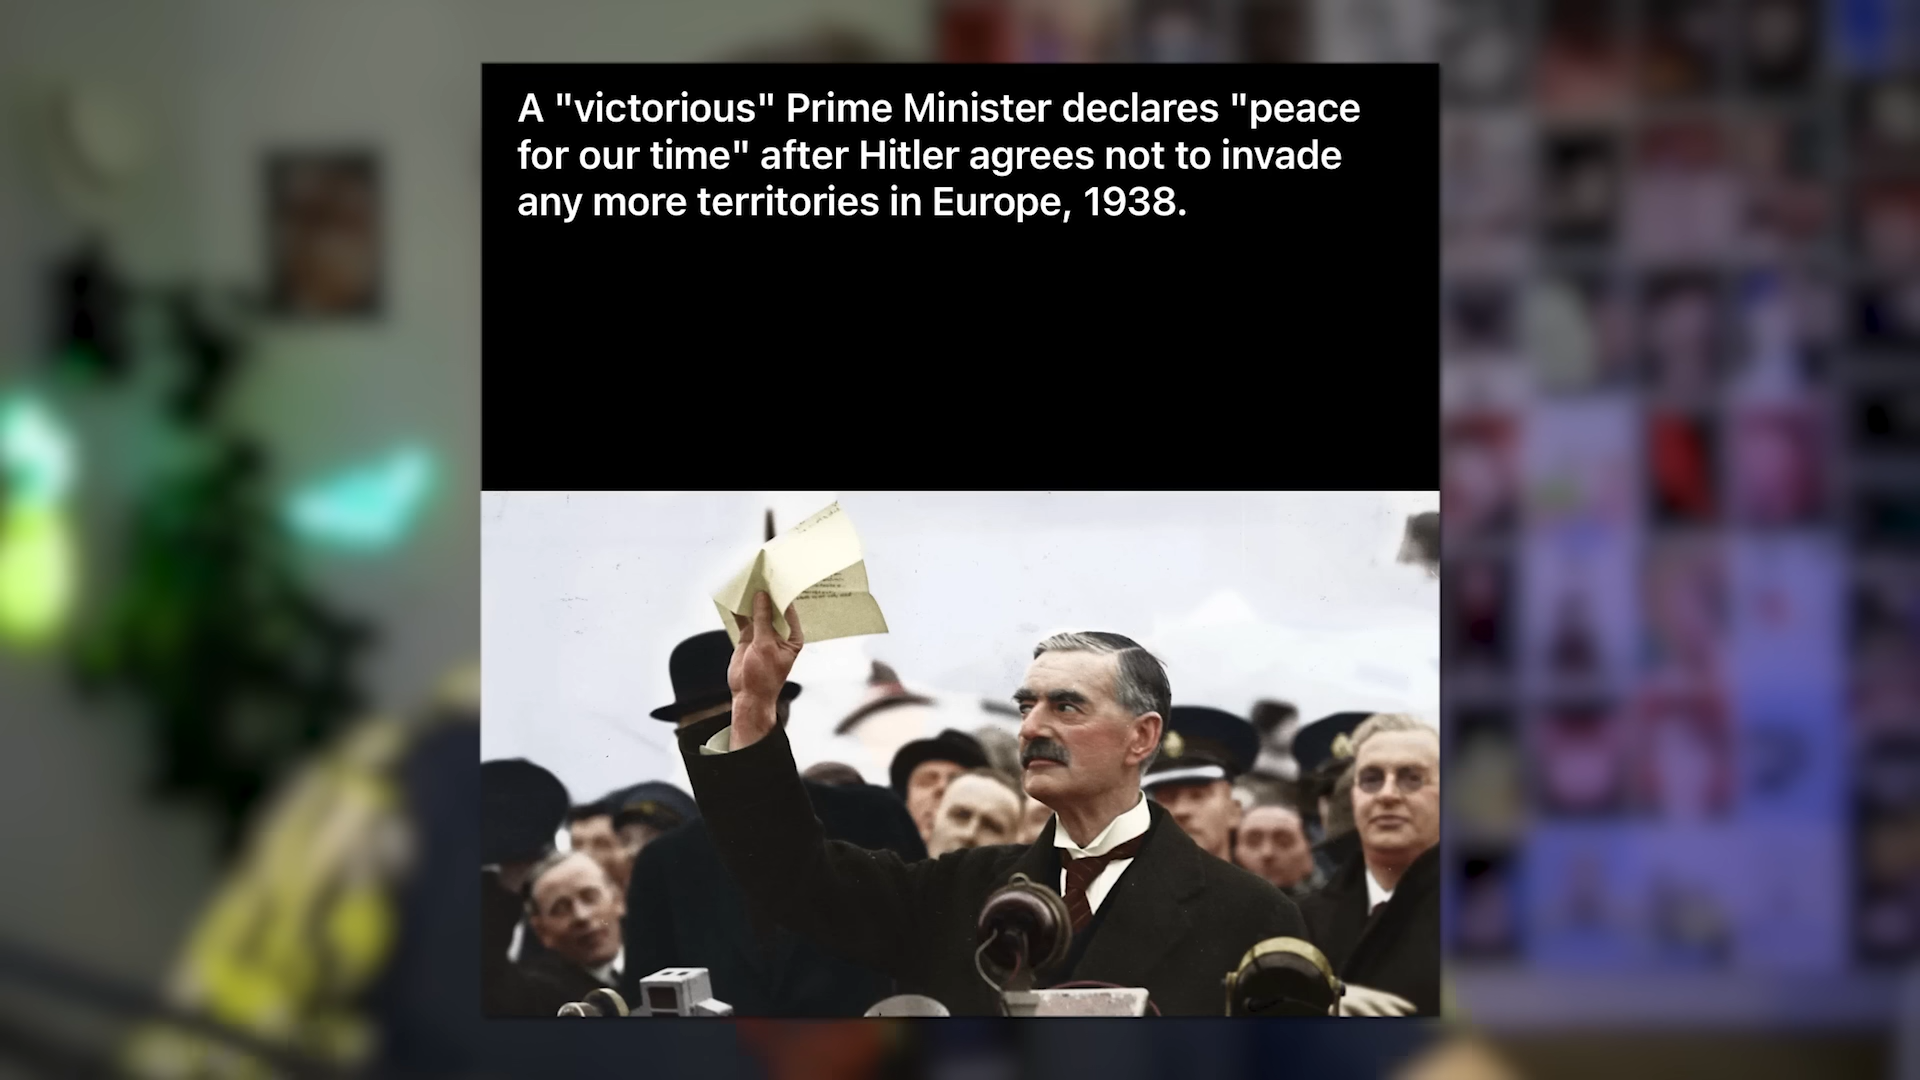 A "victorious" Prime Minister declares "peace
for our time" after Hitler agrees not to invade
any more territories in Europe, 1938.